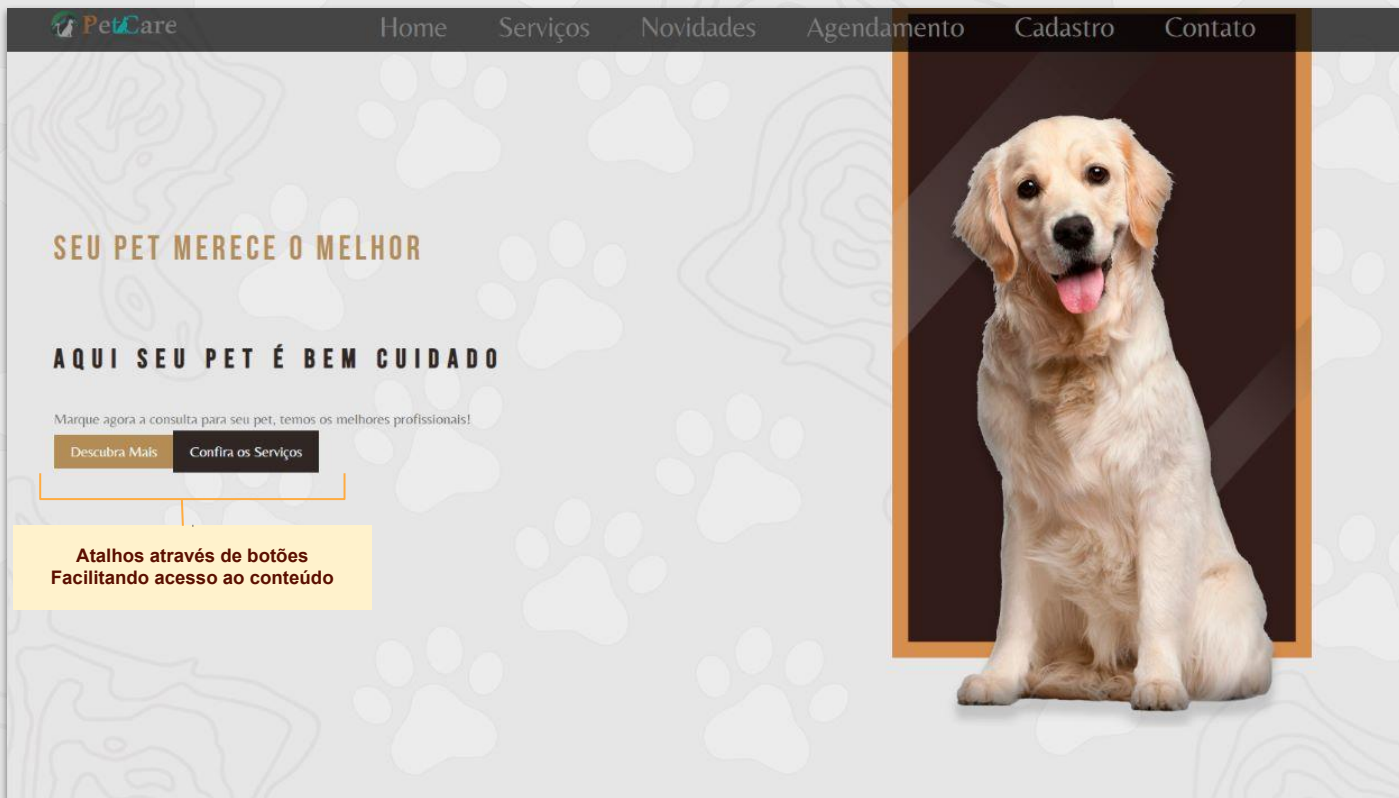 PetCare
Home Serviços Novidades Agendamento Cadastro Contato
SEU PET MERECE O MELHOR
AQUI SEU PET É BEM CUIDADO
Marque agora a consulta para seu pet, temos os melhores profissionais!
Descubra Mais Confira os Serviços
Atalhos através de botões
Facilitando acesso ao conteúdo